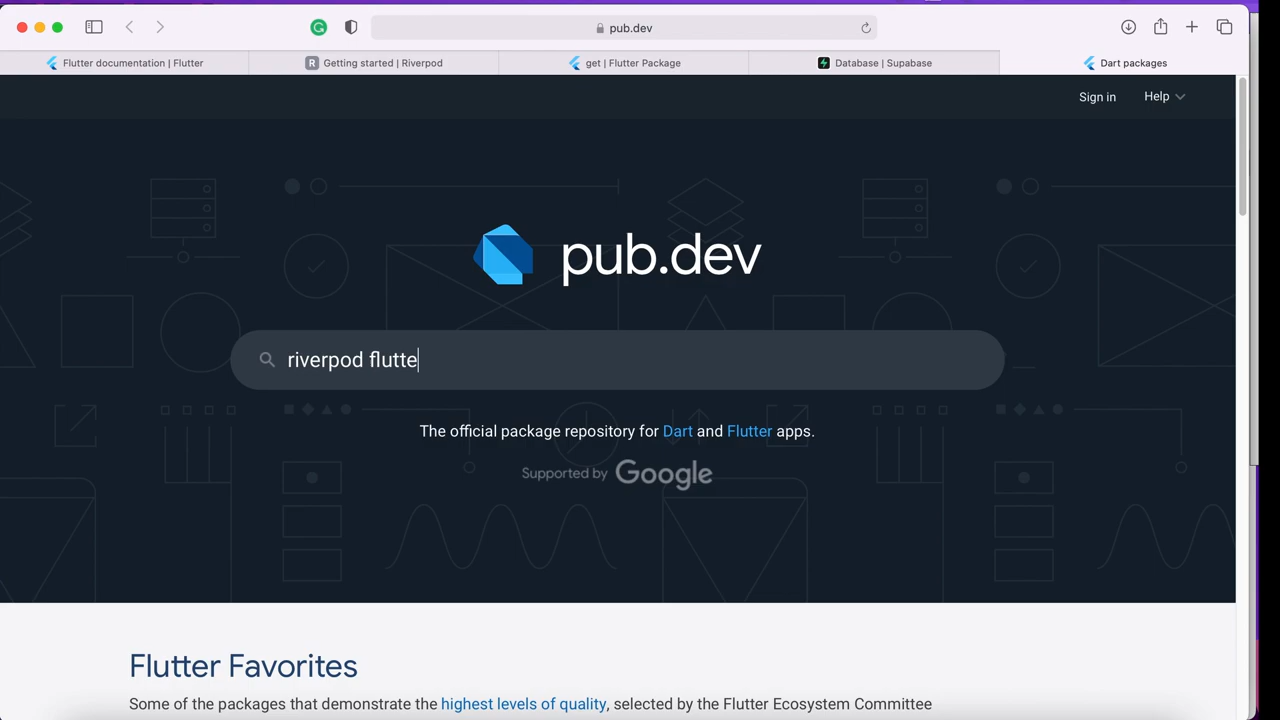 pub.dev
Flutter documentation | Flutter
R Getting started | Riverpod
get | Flutter Package
Database | Supabase
Dart packages
Sign in
Help
pub.dev
riverpod flutte
The official package repository for Dart and Flutter apps.
Supported by Google
Flutter Favorites
Some of the packages that demonstrate the highest levels of quality, selected by the Flutter Ecosystem Committee